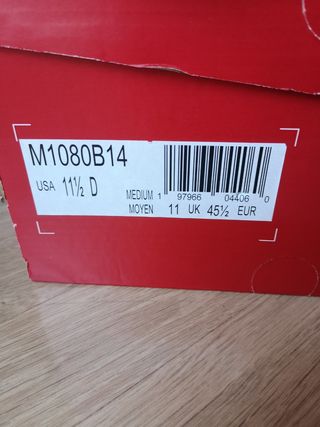 M1080B14
USA 11½ D
MEDIUM 1 97966 04406 0
MOYEN 11 UK 45½ EUR